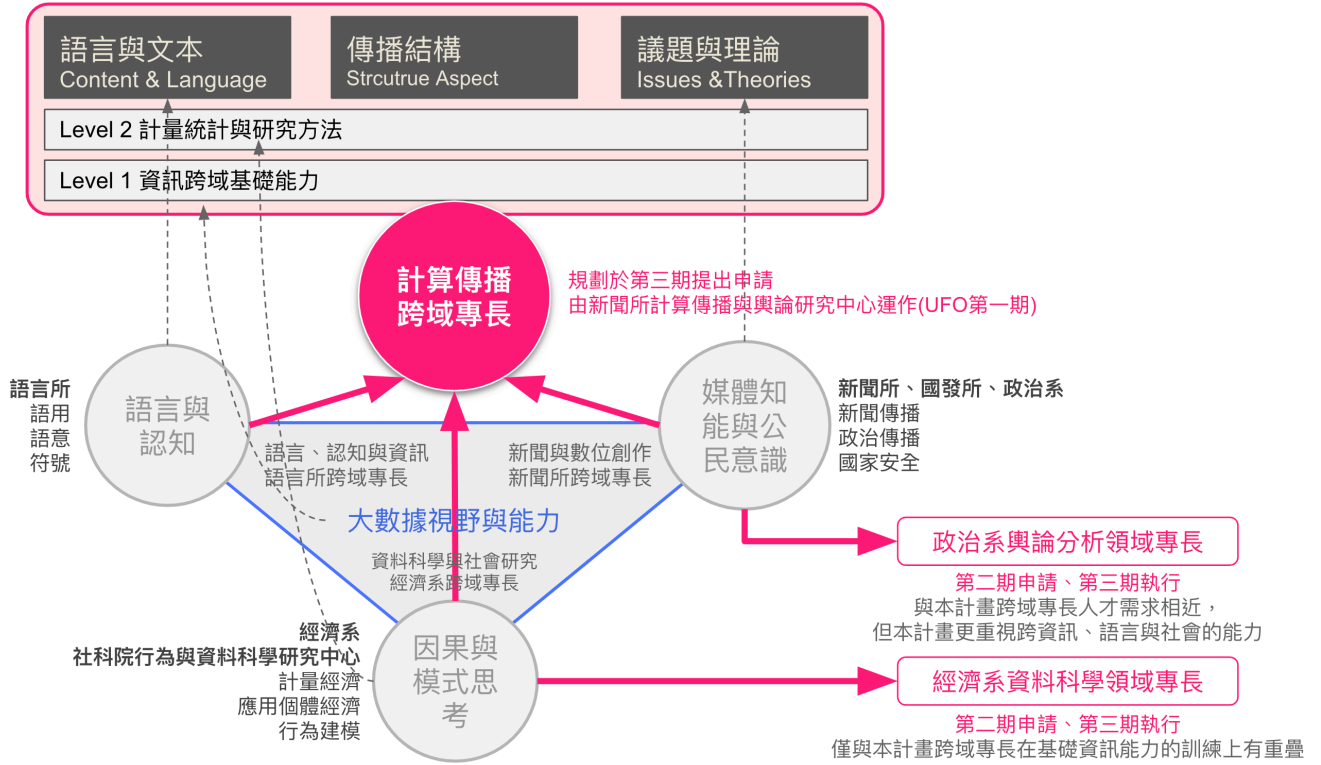 語言與文本
Content & Language
傳播結構
Strcutrue Aspect
議題與理論
Issues &Theories
Level 2 計量統計與研究方法
Level 1 資訊跨域基礎能力
計算傳播
跨域專長
規劃於第三期提出申請
由新聞所計算傳播與輿論研究中心運作(UFO第一期)
語言所
語用
語意
符號
語言與
認知
媒體知
能與公
民意識
新聞所、國發所、政治系
新聞傳播
政治傳播
國家安全
語言、認知與資訊
語言所跨域專長
新聞與數位創作
新聞所跨域專長
大數據視野與能力
資料科學與社會研究
經濟系跨域專長
政治系輿論分析領域專長
第二期申請、第三期執行
與本計畫跨域專長人才需求相近，
但本計畫更重視跨資訊、語言與社會的能力
經濟系
社科院行為與資料科學研究中心
計量經濟
應用個體經濟
行為建模
因果與
模式思
考
經濟系資料科學領域專長
第二期申請、第三期執行
僅與本計畫跨域專長在基礎資訊能力的訓練上有重疊